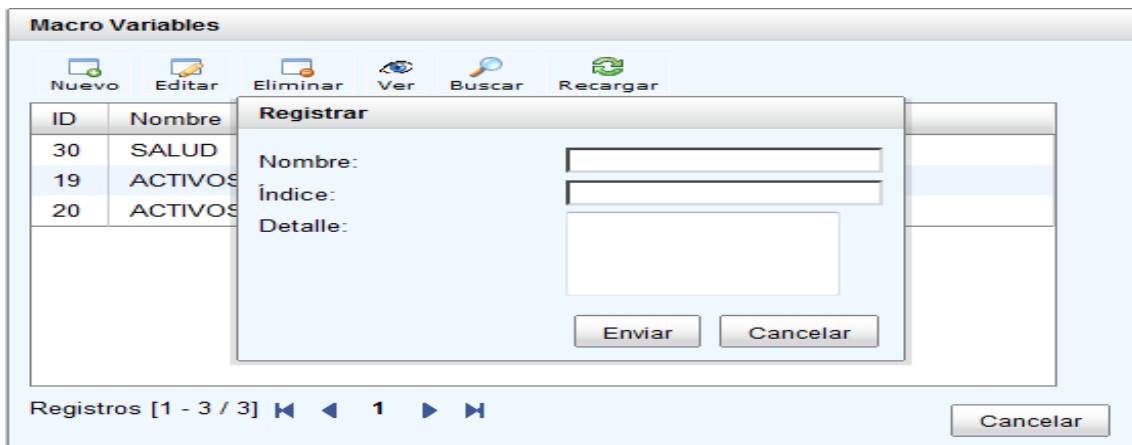 Macro Variables
Nuevo Editar Eliminar Ver Buscar Recargar
ID Nombre
30 SALUD
19 ACTIVOS
20 ACTIVOS
Registrar
Nombre:
Índice:
Detalle:
Enviar Cancelar
Registros [1 - 3 / 3] 1
Cancelar